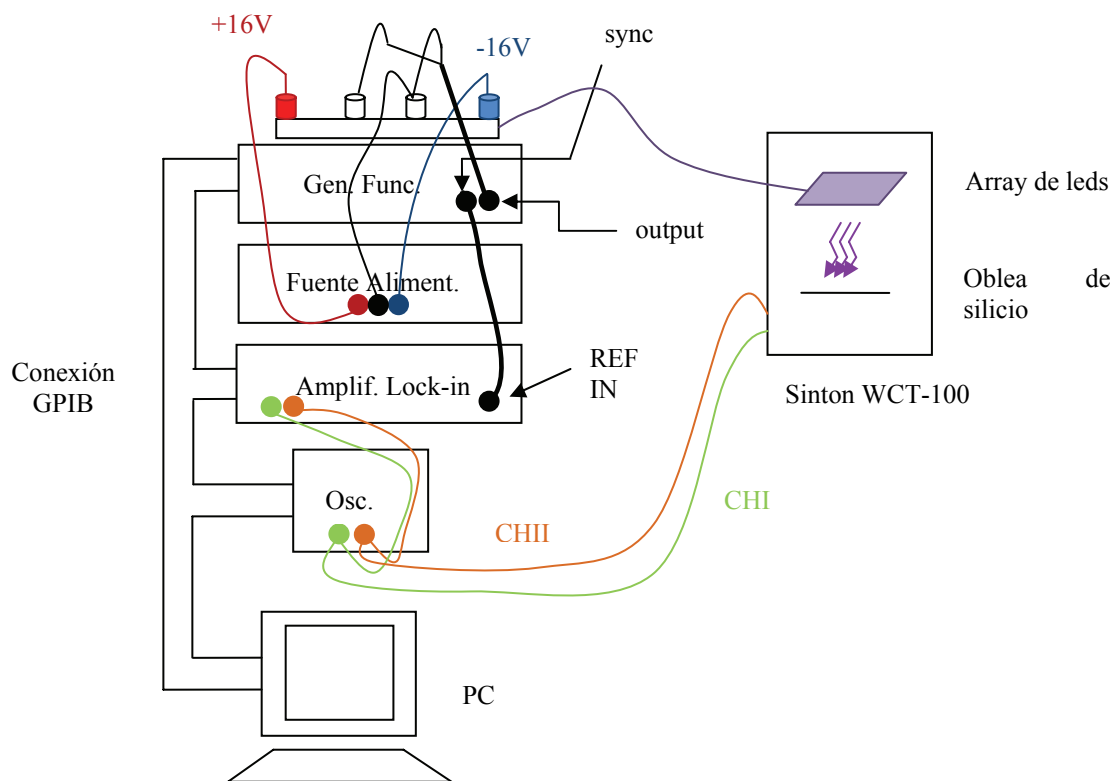 +16V
sync
-16V
Gen. Func.
Array de leds
output
Fuente Aliment.
Oblea de
silicio
REF
IN
Conexión
GPIB
Amplif. Lock-in
Sinton WCT-100
Osc.
CHI
CHII
PC